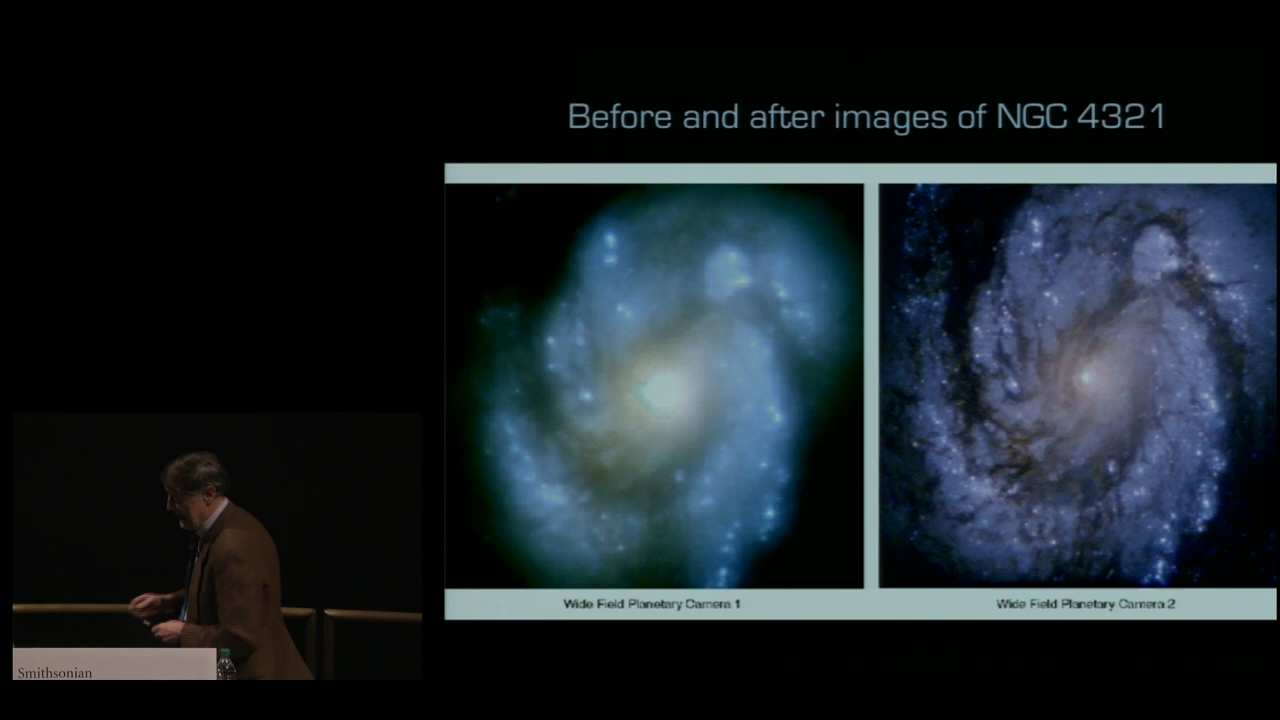 Before and after images of NGC 4321
Wide Field Planetary Camera 1
Wide Field Planetary Camera 2
Smithsonian